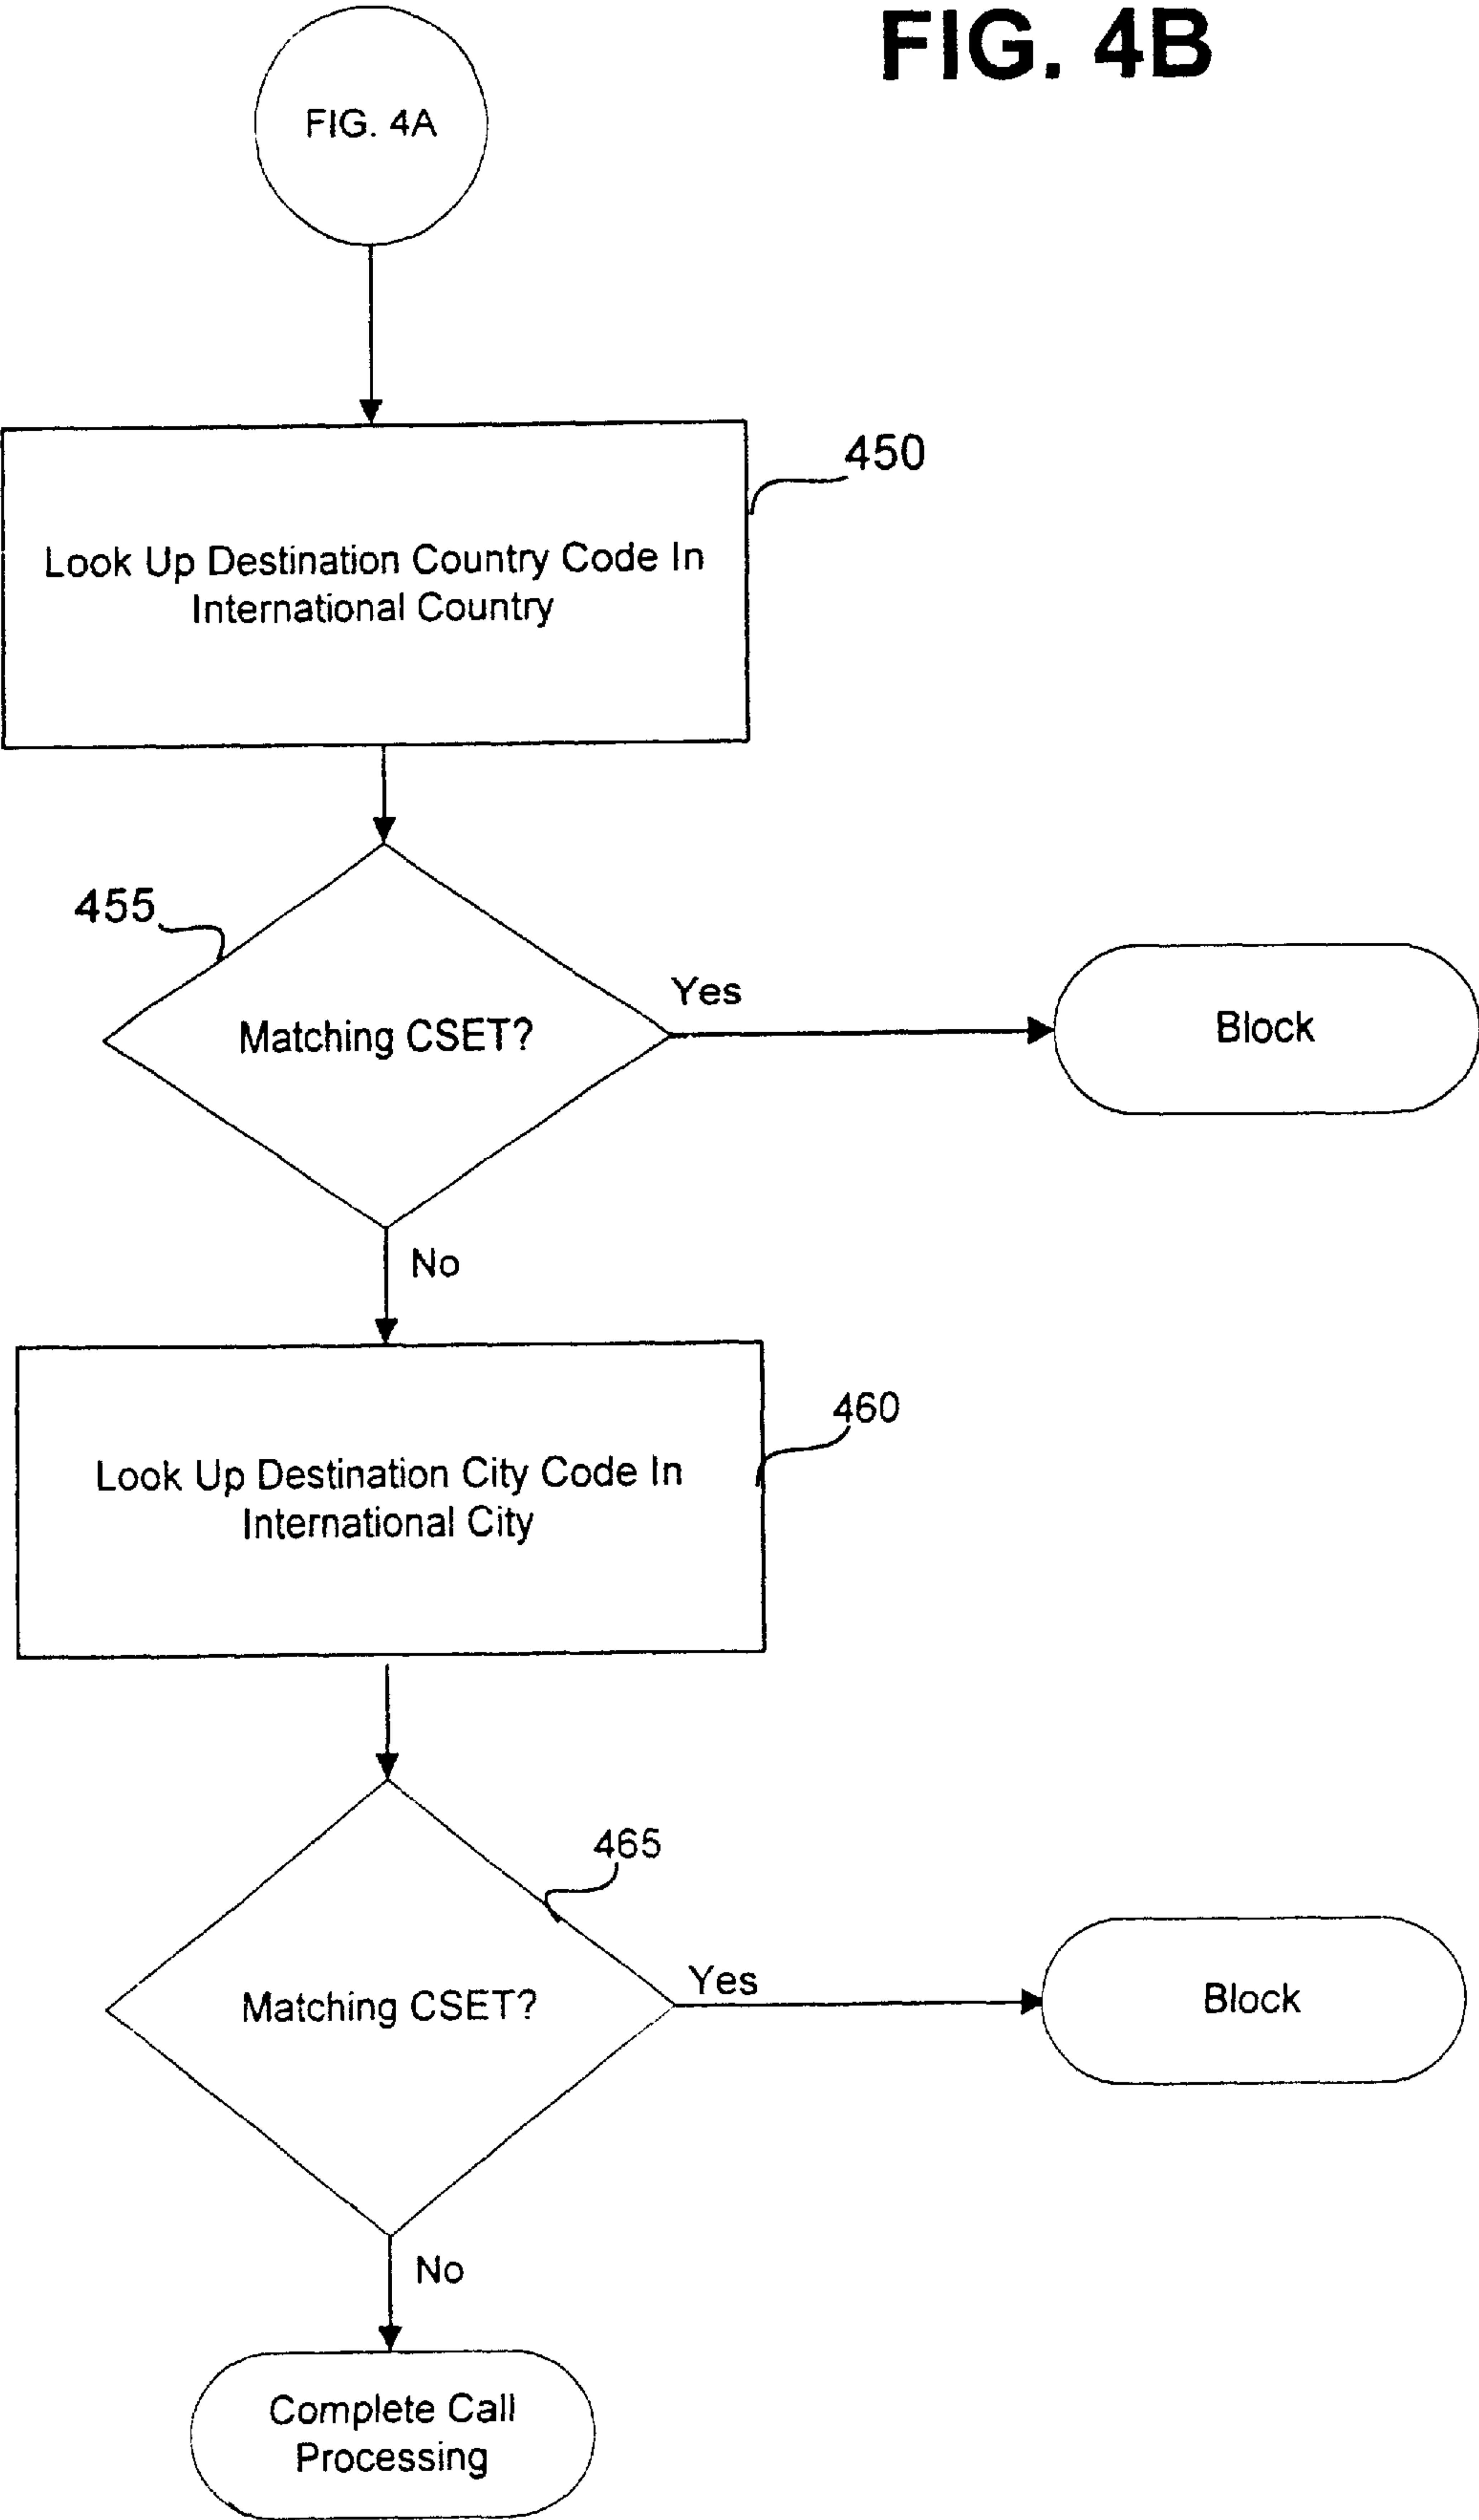 FIG. 4B
FIG. 4A
450
Look Up Destination Country Code In
International Country
455
Matching CSET?
Yes
Block
No
460
Look Up Destination City Code In
International City
465
Matching CSET?
Yes
Block
No
Complete Call
Processing